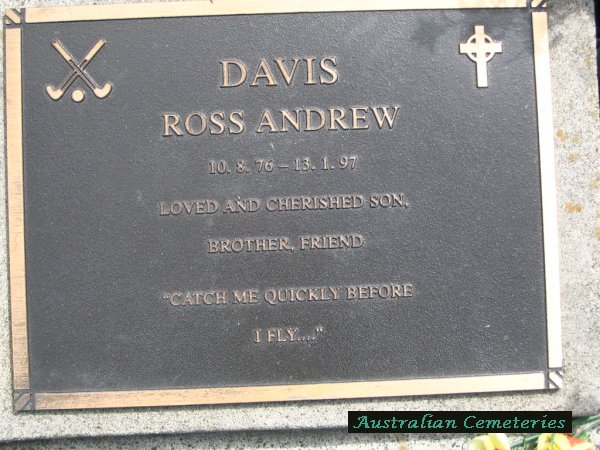 DAVIS
ROSS ANDREW
10. 8. 76 – 13. 1. 97
LOVED AND CHERISHED SON,
BROTHER, FRIEND
"CATCH ME QUICKLY BEFORE
I FLY...."
Australian Cemeteries